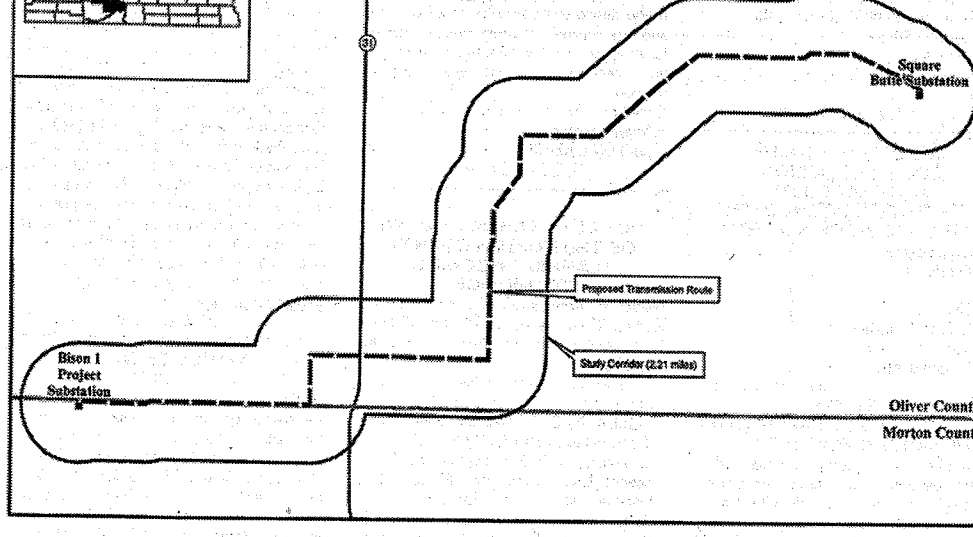 31
Square
Butte Substation
Proposed Transmission Route
Study Corridor (2.21 miles)
Bison 1
Project
Substation
Oliver Count
Morton Count